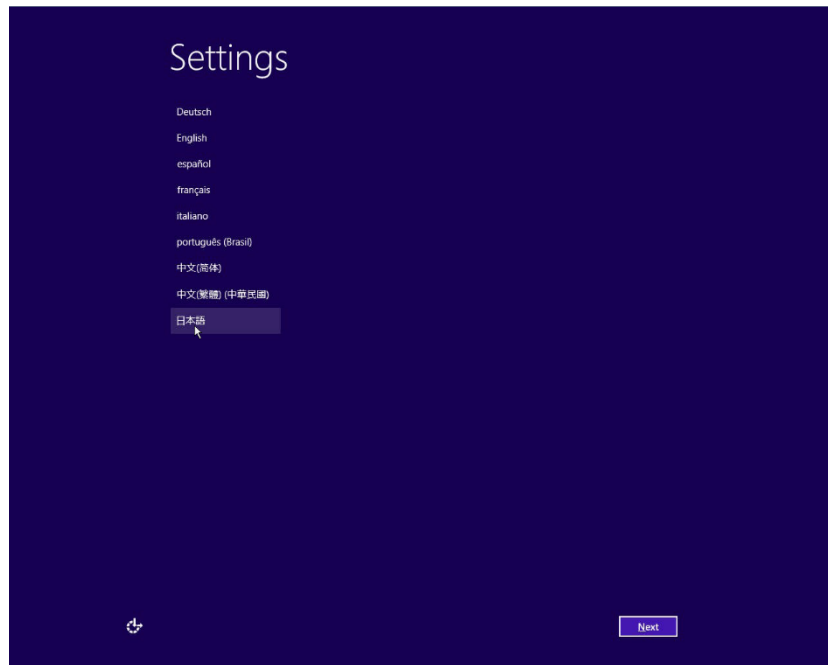 Settings
Deutsch
English
español
français
italiano
português (Brasil)
中文(简体)
中文(繁體) (中華民國)
日本語
Next